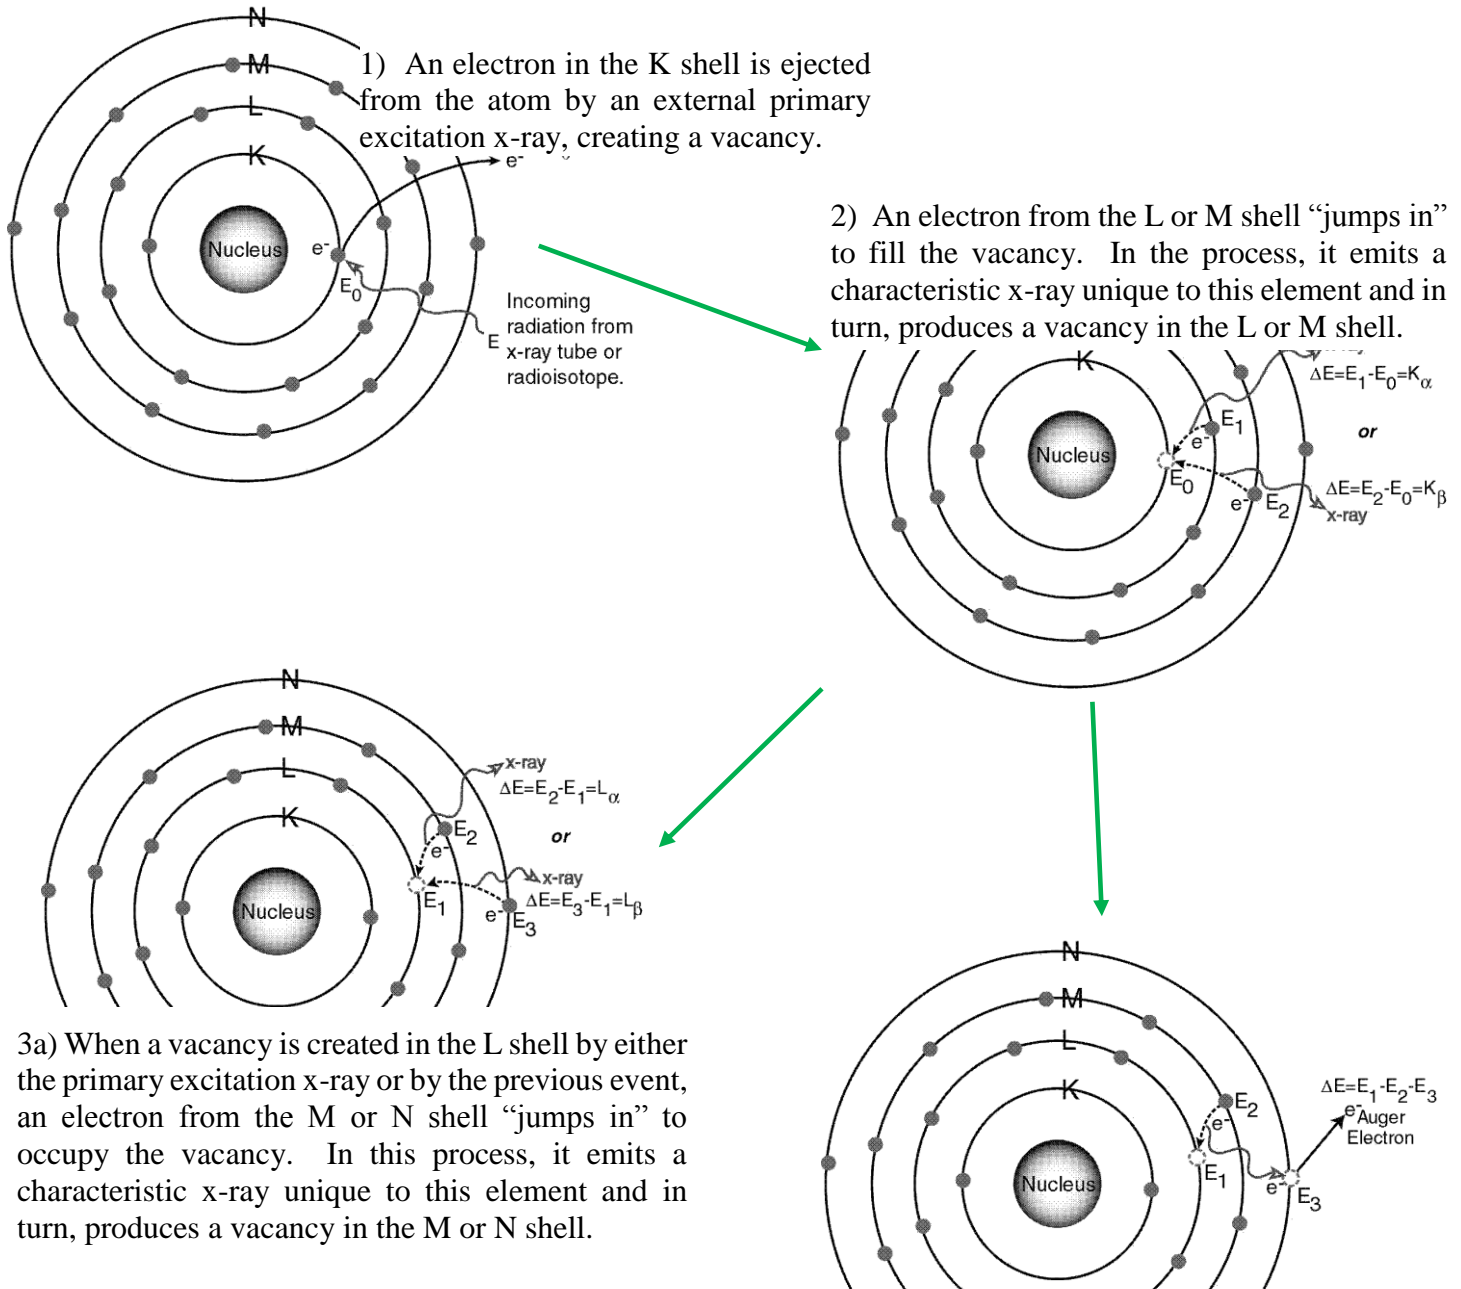 N
M
L
K
Nucleus
e-
E0
e-
E
Incoming
radiation from
x-ray tube or
radioisotope.
1) An electron in the K shell is ejected
from the atom by an external primary
excitation x-ray, creating a vacancy.
2) An electron from the L or M shell “jumps in”
to fill the vacancy. In the process, it emits a
characteristic x-ray unique to this element and in
turn, produces a vacancy in the L or M shell.
K
Nucleus
ΔE=E1-E0=Kα
E1
e-
or
E0
ΔE=E2-E0=Kβ
e-
E2
x-ray
N
M
L
K
Nucleus
x-ray
ΔE=E2-E1=Lα
E2
e-
or
x-ray
E1
ΔE=E3-E1=Lβ
e-
E3
3a) When a vacancy is created in the L shell by either
the primary excitation x-ray or by the previous event,
an electron from the M or N shell “jumps in” to
occupy the vacancy. In this process, it emits a
characteristic x-ray unique to this element and in
turn, produces a vacancy in the M or N shell.
N
M
L
K
Nucleus
E2
e-
E1
ΔE=E1-E2-E3
e- Auger
Electron
e-
E3